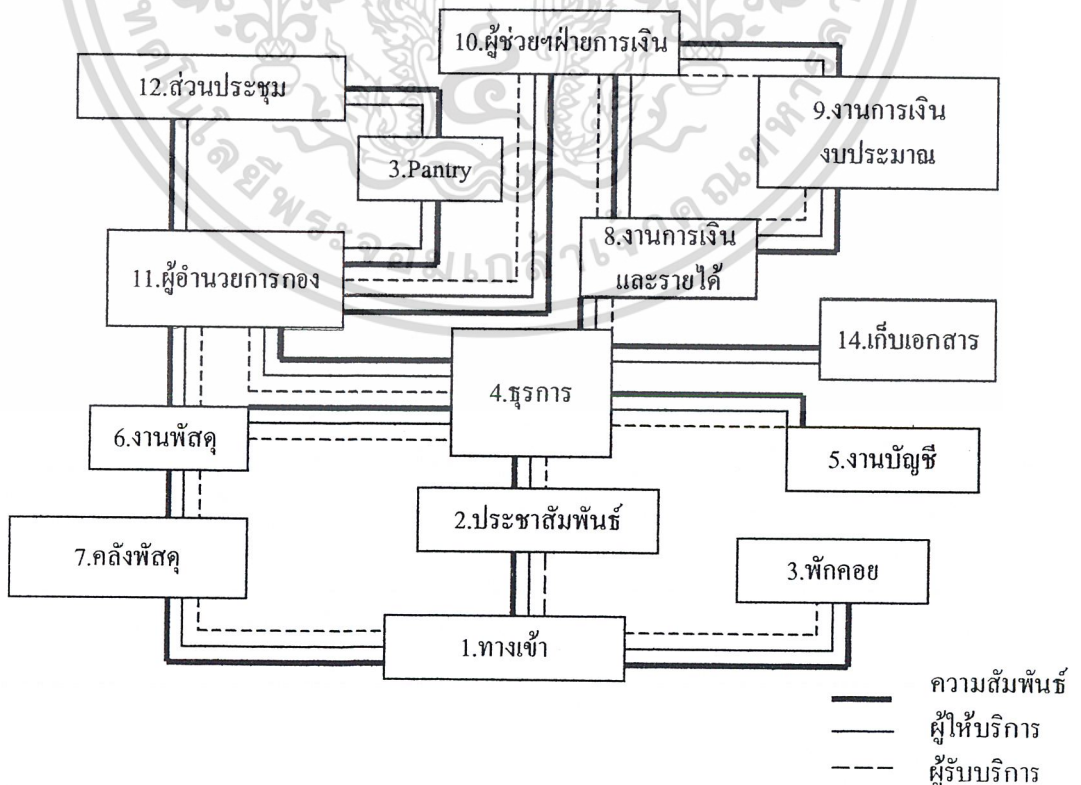 10.ผู้ช่วยฯฝ่ายการเงิน
12.ส่วนประชุม
9.งานการเงิน
งบประมาณ
3.Pantry
8.งานการเงิน
และรายได้
11.ผู้อำนวยการกอง
14.เก็บเอกสาร
4.ธุรการ
6.งานพัสดุ
5.งานบัญชี
2.ประชาสัมพันธ์
7.คลังพัสดุ
3.พักคอย
1.ทางเข้า
ความสัมพันธ์
ผู้ให้บริการ
ผู้รับบริการ